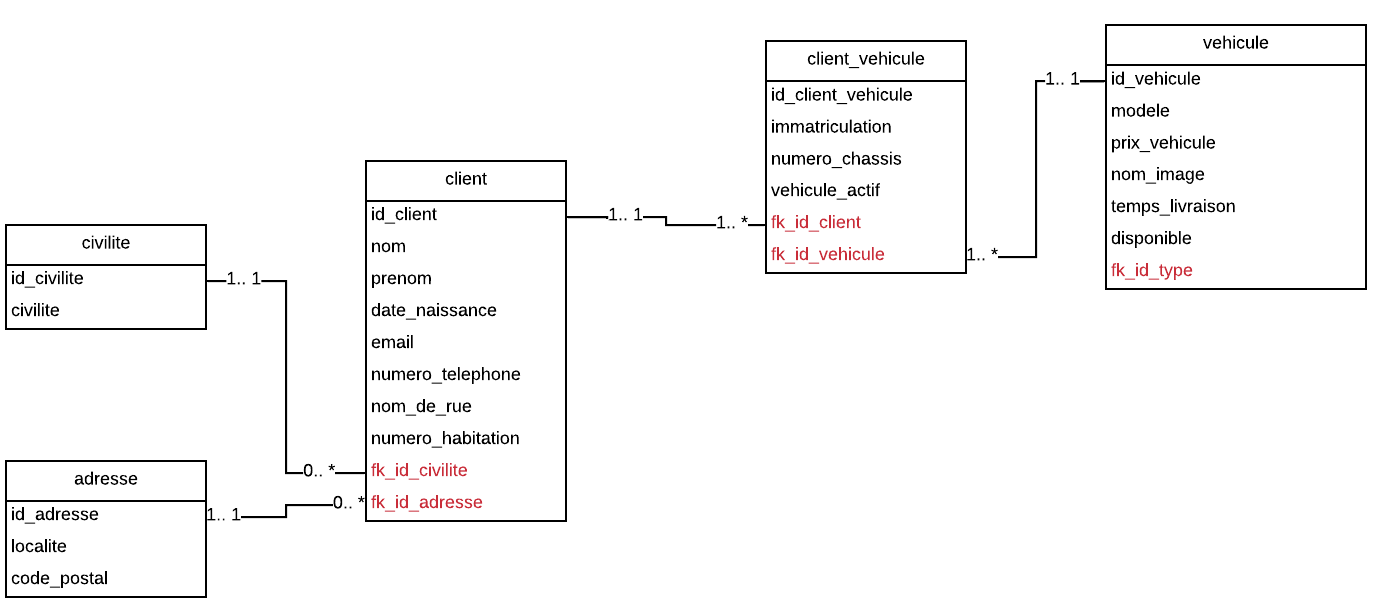 civilite
id_civilite
civilite
adresse
id_adresse
localite
code_postal
1.. 1
0.. *
1.. 1
0.. *
client
id_client
nom
prenom
date_naissance
email
numero_telephone
nom_de_rue
numero_habitation
fk_id_civilite
fk_id_adresse
1.. 1
1.. *
client_vehicule
id_client_vehicule
immatriculation
numero_chassis
vehicule_actif
fk_id_client
fk_id_vehicule
1.. *
1.. 1
vehicule
id_vehicule
modele
prix_vehicule
nom_image
temps_livraison
disponible
fk_id_type